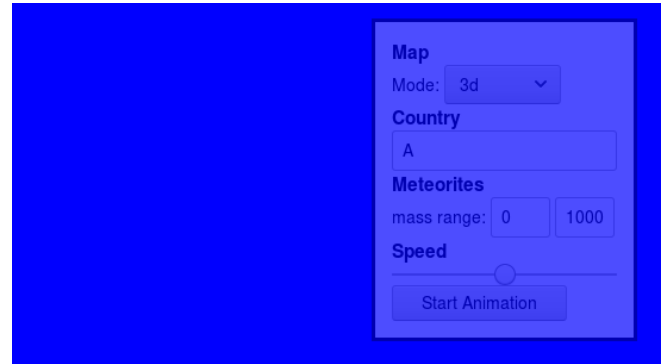 Map
Mode: 3d
Country
A
Meteorites
mass range: 0 1000
Speed
Start Animation